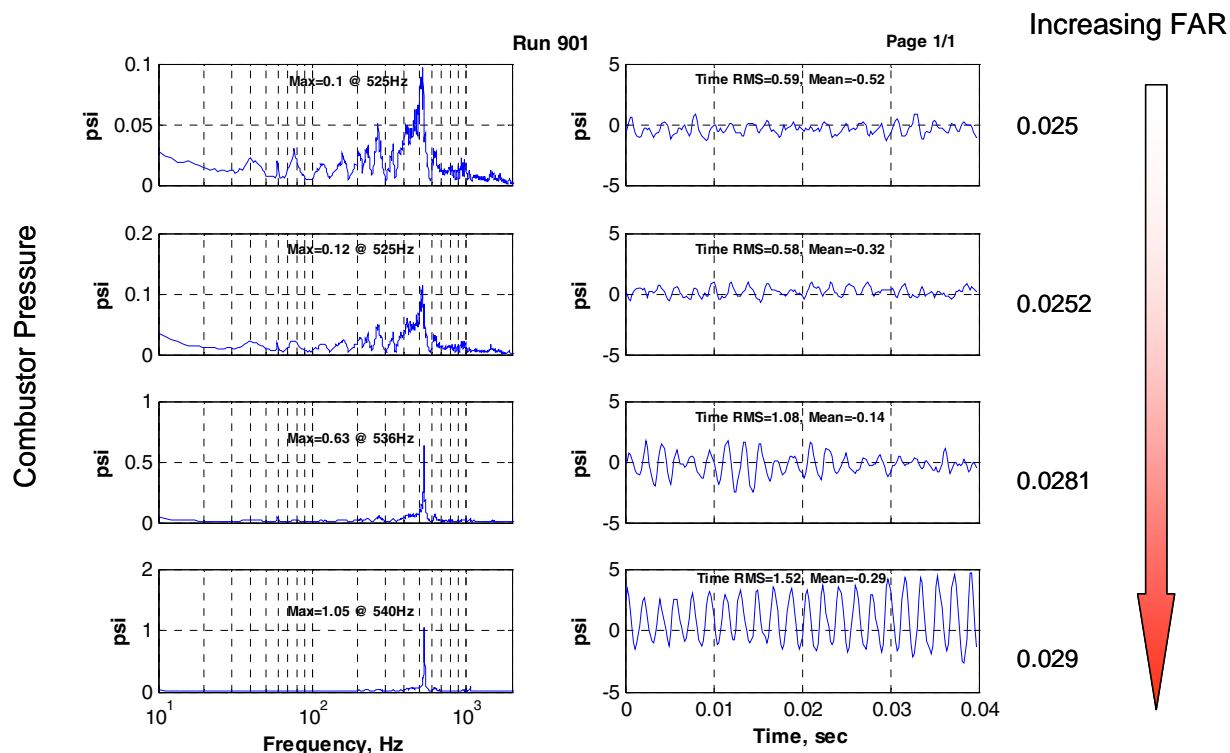 Increasing FAR
Run 901
Page 1/1
Combustor Pressure
psi
0.1
0.05
0
Max=0.1 @ 525Hz
psi
5
0
-5
Time RMS=0.59, Mean=-0.52
0.025
psi
0.2
0.1
0
Max=0.12 @ 525Hz
psi
5
0
-5
Time RMS=0.58, Mean=-0.32
0.0252
psi
1
0.5
0
Max=0.63 @ 536Hz
psi
5
0
-5
Time RMS=1.08, Mean=-0.14
0.0281
psi
2
1
0
Max=1.05 @ 540Hz
10^1
10^2
10^3
Frequency, Hz
psi
5
0
-5
Time RMS=1.52, Mean=-0.29
0
0.01
0.02
0.03
0.04
Time, sec
0.029